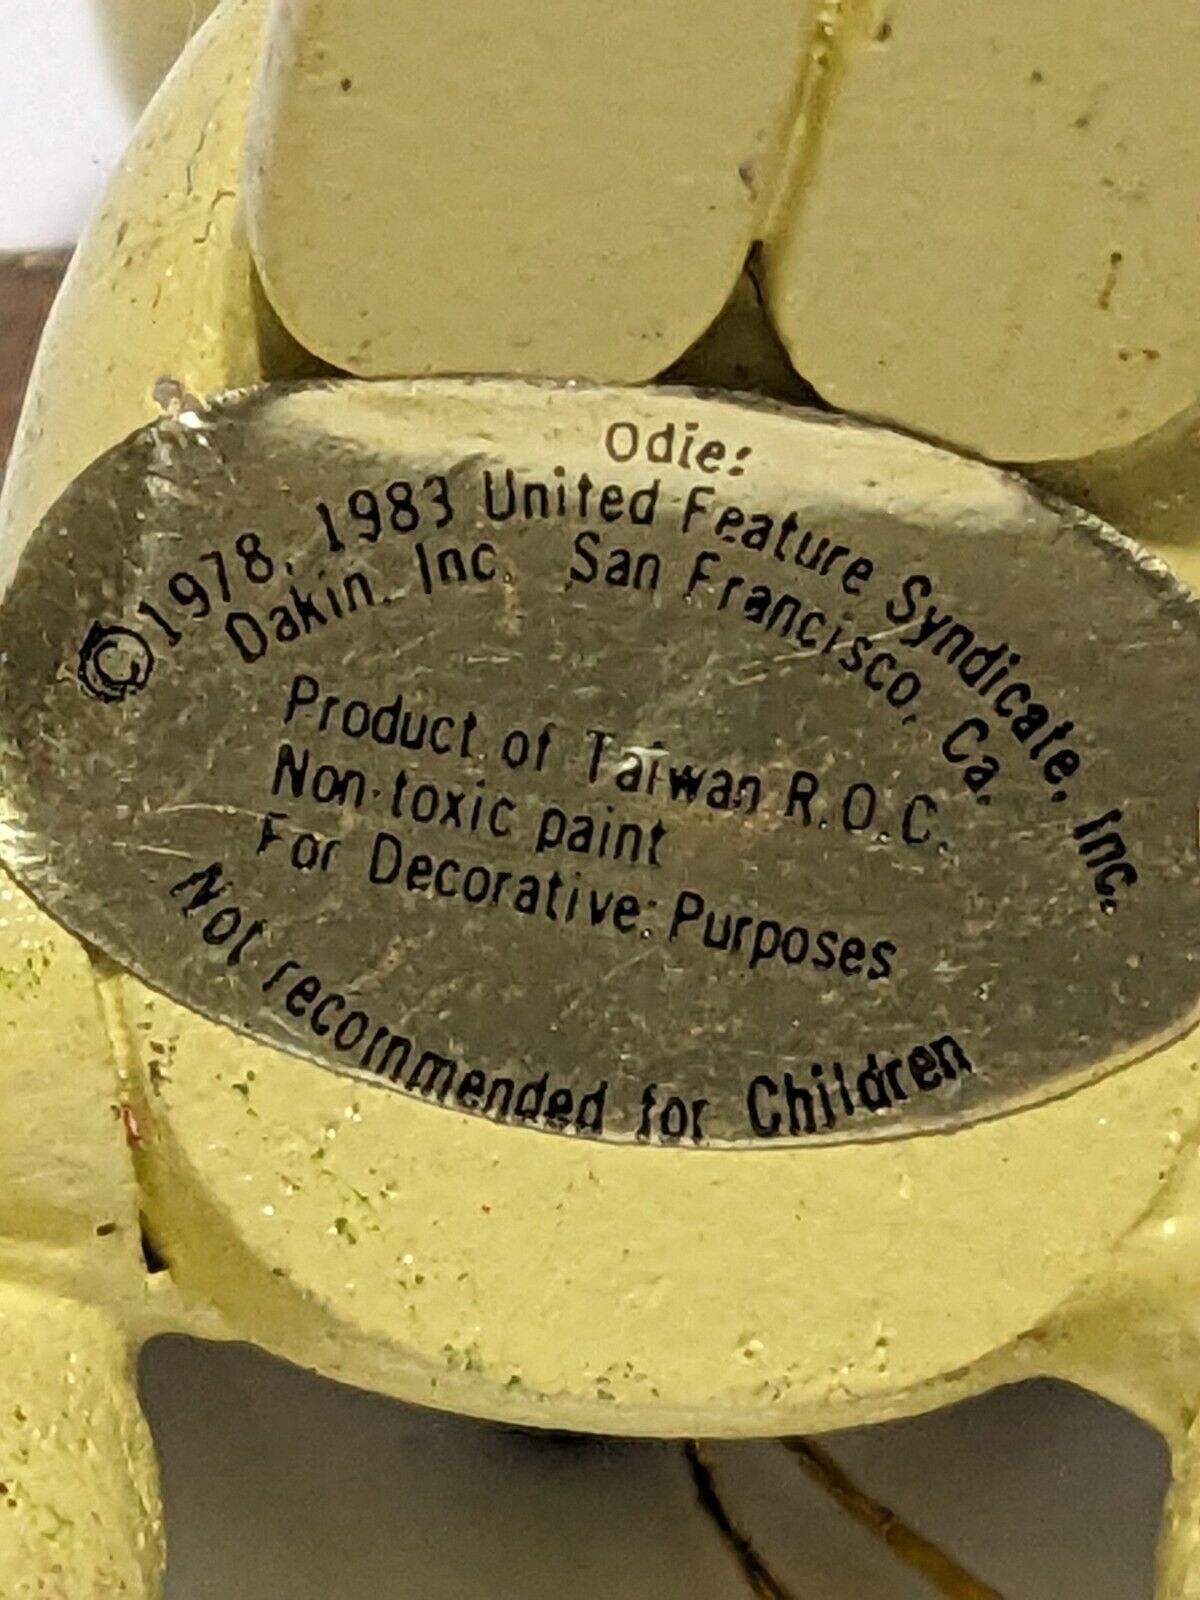 Odie:
©1978, 1983 United Feature Syndicate, Inc.
Dakin, Inc. San Francisco, Ca.
Product of Taiwan R.O.C.
Non-toxic paint
For Decorative: Purposes
Not recommended for Children